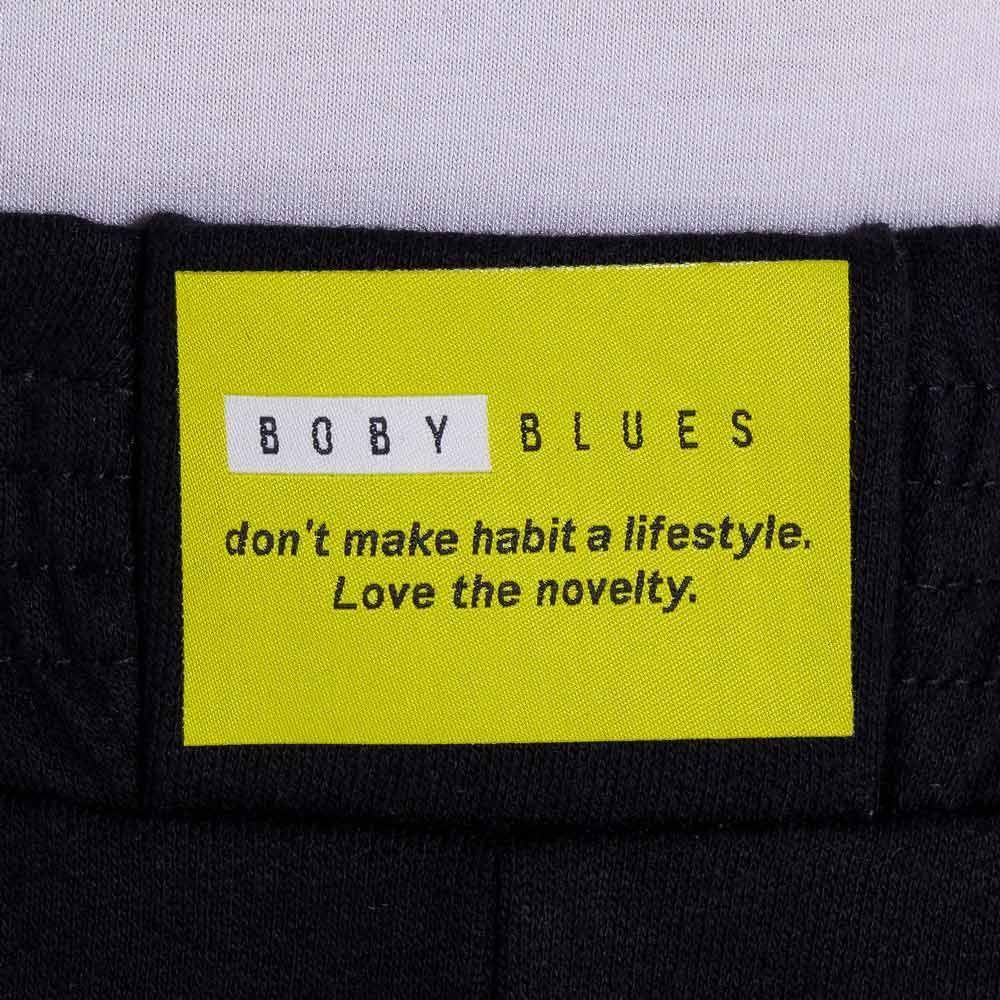 BOBY BLUES
don't make habit a lifestyle.
Love the novelty.